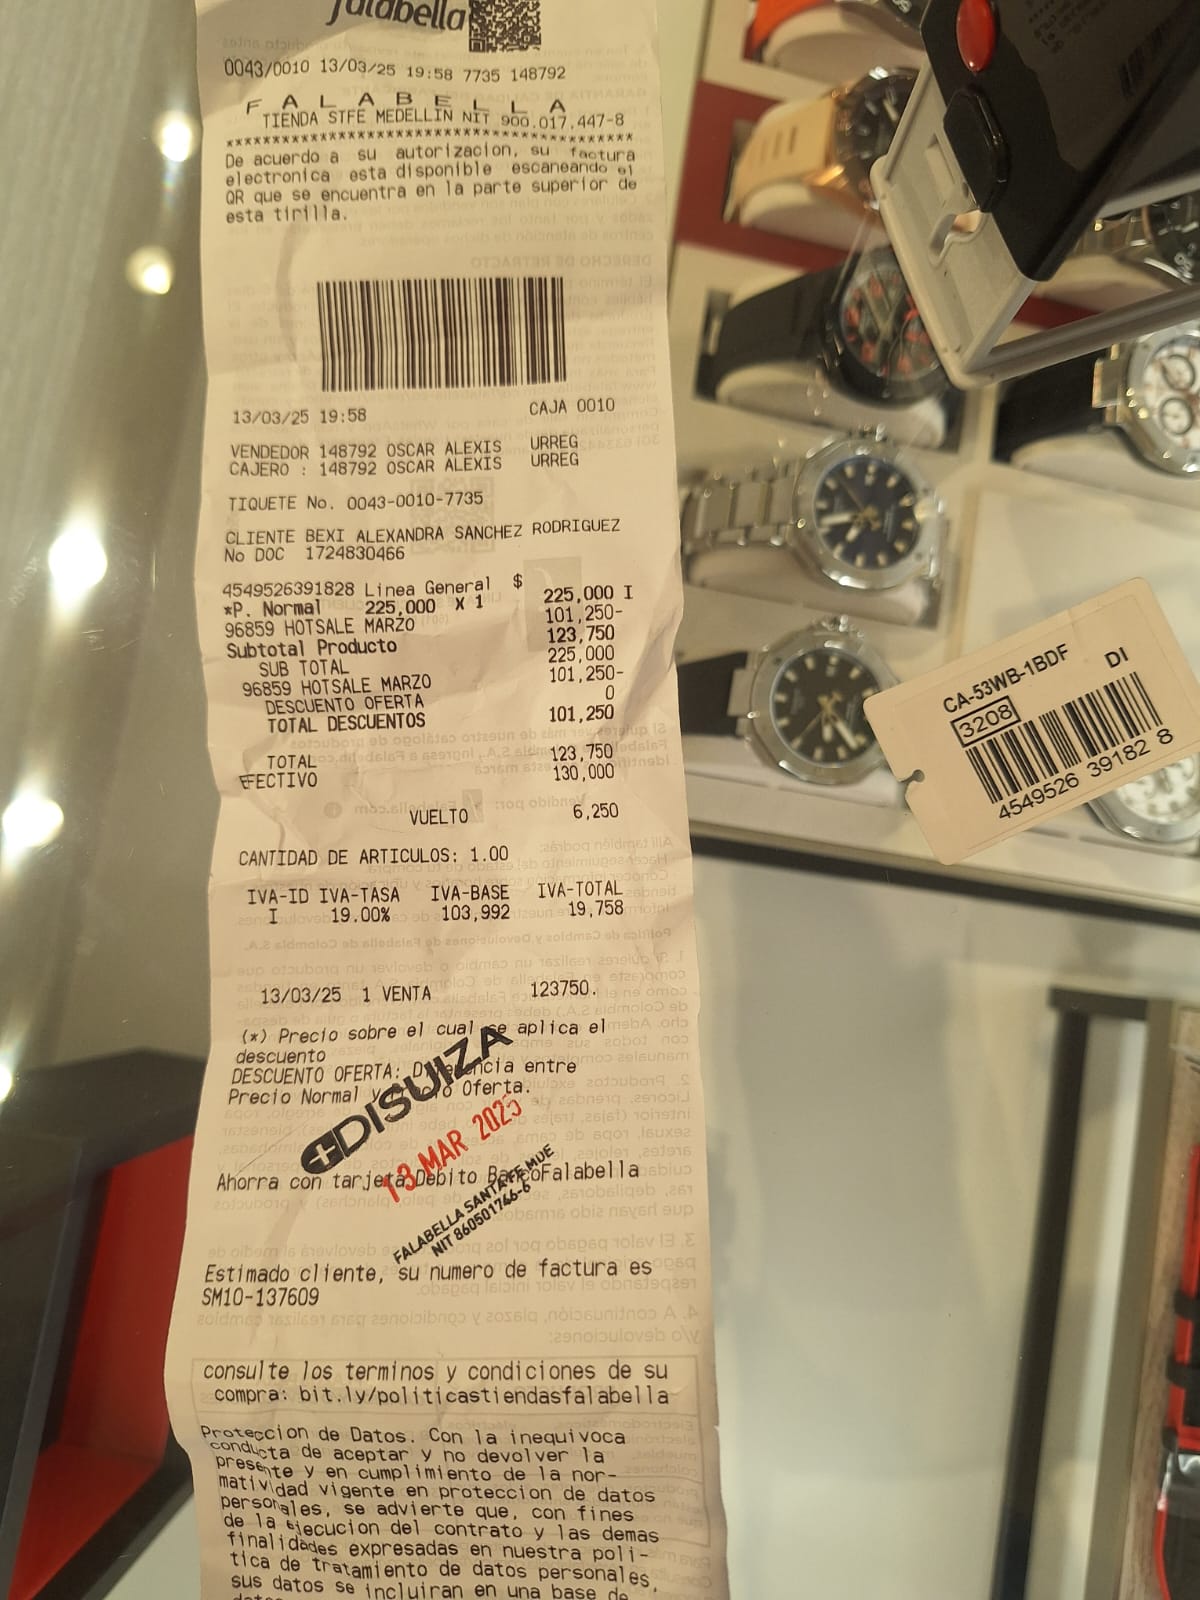 falabella
0043/0010 13/03/25 19:58 7735 148792
F A L A B E L L A
TIENDA STFE MEDELLIN NIT 900.017.447-8
****************************************
De acuerdo a su autorizacion, su factura
electronica esta disponible escaneando el
QR que se encuentra en la parte superior de
esta tirilla.
13/03/25 19:58 CAJA 0010
VENDEDOR 148792 OSCAR ALEXIS URREG
CAJERO : 148792 OSCAR ALEXIS URREG
TIQUETE No. 0043-0010-7735
CLIENTE BEXI ALEXANDRA SANCHEZ RODRIGUEZ
No DOC 1724830466
4549526391828 Linea General $ 225,000 I
*P. Normal 225,000 X 1
96859 HOTSALE MARZO 101,250-
Subtotal Producto 123,750
SUB TOTAL 225,000
96859 HOTSALE MARZO 101,250-
DESCUENTO OFERTA 0
TOTAL DESCUENTOS 101,250
TOTAL 123,750
EFECTIVO 130,000
VUELTO 6,250
CANTIDAD DE ARTICULOS: 1.00
IVA-ID IVA-TASA IVA-BASE IVA-TOTAL
I 19.00% 103,992 19,758
13/03/25 1 VENTA 123750.
(*) Precio sobre el cual se aplica el
descuento
DESCUENTO OFERTA: Diferencia entre
Precio Normal y Precio Oferta.
DISUIZA
13 MAR 2025
FALABELLA SANTA FE MDE
NIT 860501766-6
Ahorra con tarjeta Debito BancoFalabella
Estimado cliente, su numero de factura es
SM10-137609
consulte los terminos y condiciones de su
compra: bit.ly/politicastiendasfalabella
Proteccion de Datos. Con la inequivoca
conducta de aceptar y no devolver la
presente y en cumplimiento de la nor-
matividad vigente en proteccion de datos
personales, se advierte que, con fines
de la ejecucion del contrato y las demas
finalidades expresadas en nuestra poli-
tica de tratamiento de datos personales,
sus datos se incluiran en una base de
CA-53WB-1BDF DI
3208
4549526 39182 8